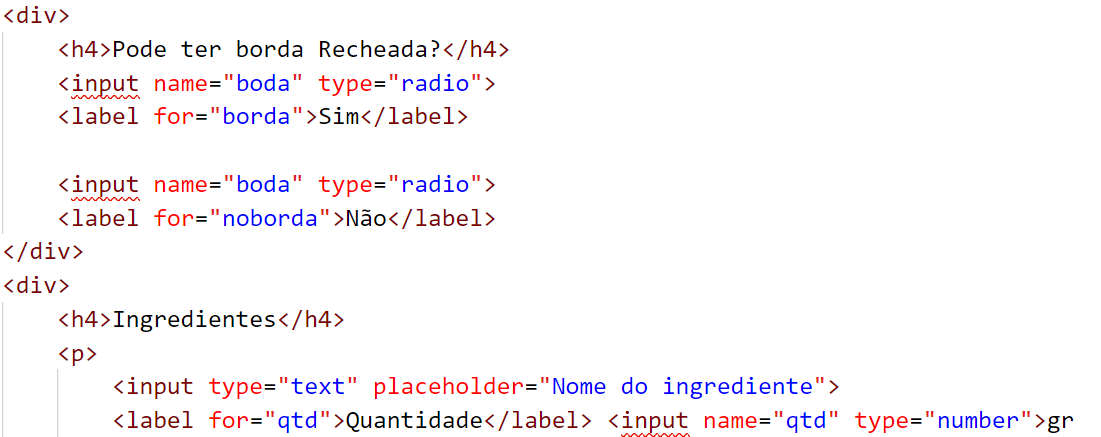 <div>
<h4>Pode ter borda Recheada?</h4>
<input name="boda" type="radio">
<label for="borda">Sim</label>
<input name="boda" type="radio">
<label for="noborda">Não</label>
</div>
<div>
<h4>Ingredientes</h4>
<p>
<input type="text" placeholder="Nome do ingrediente">
<label for="qtd">Quantidade</label> <input name="qtd" type="number">gr